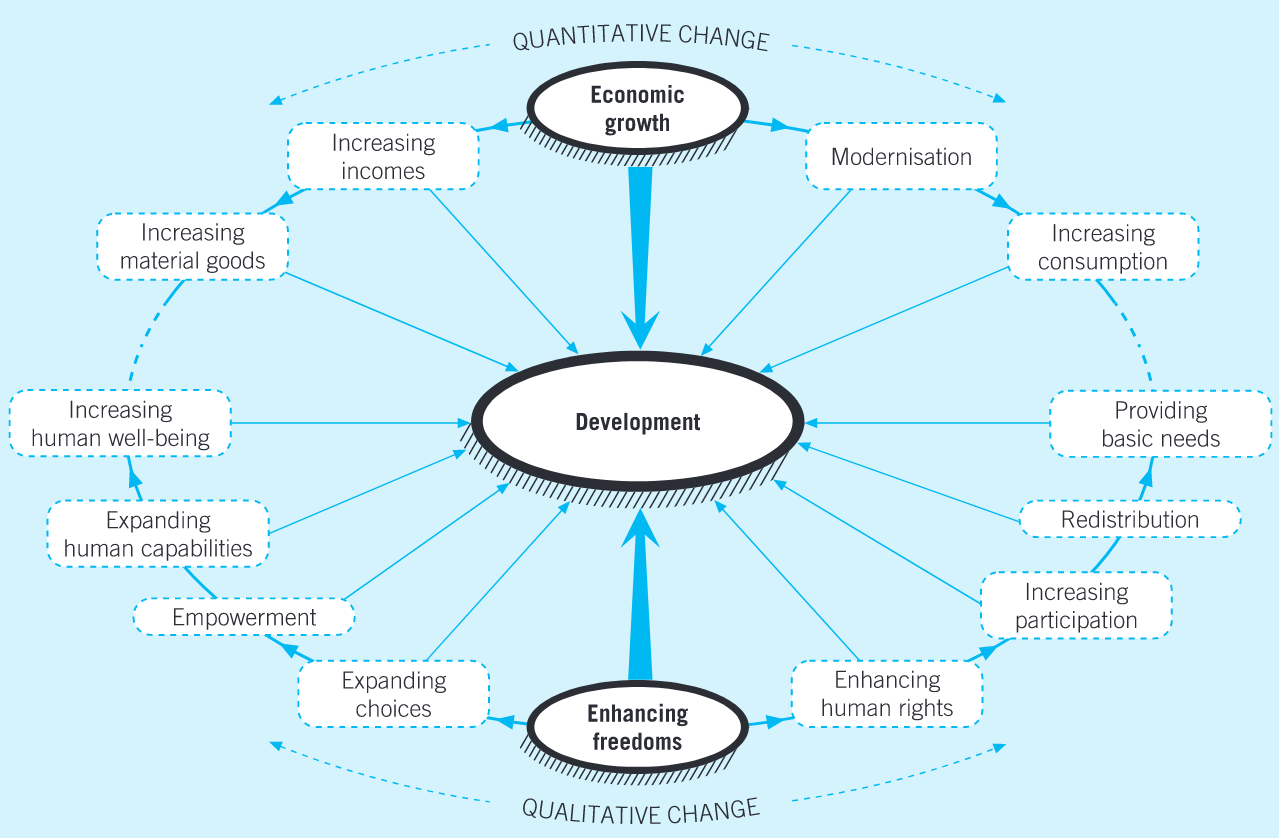 QUANTITATIVE CHANGE
Economic
growth
Increasing
incomes
Modernisation
Increasing
material goods
Increasing
consumption
Development
Increasing
human well-being
Providing
basic needs
Expanding
human capabilities
Redistribution
Increasing
participation
Empowerment
Expanding
choices
Enhancing
human rights
Enhancing
freedoms
QUALITATIVE CHANGE